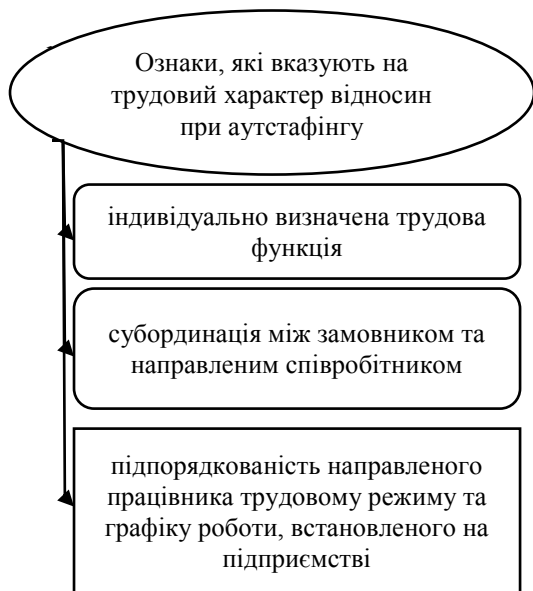 Ознаки, які вказують на
трудовий характер відносин
при аутстафінгу
індивідуально визначена трудова
функція
субординація між замовником та
направленим співробітником
підпорядкованість направленого
працівника трудовому режиму та
графіку роботи, встановленого на
підприємстві